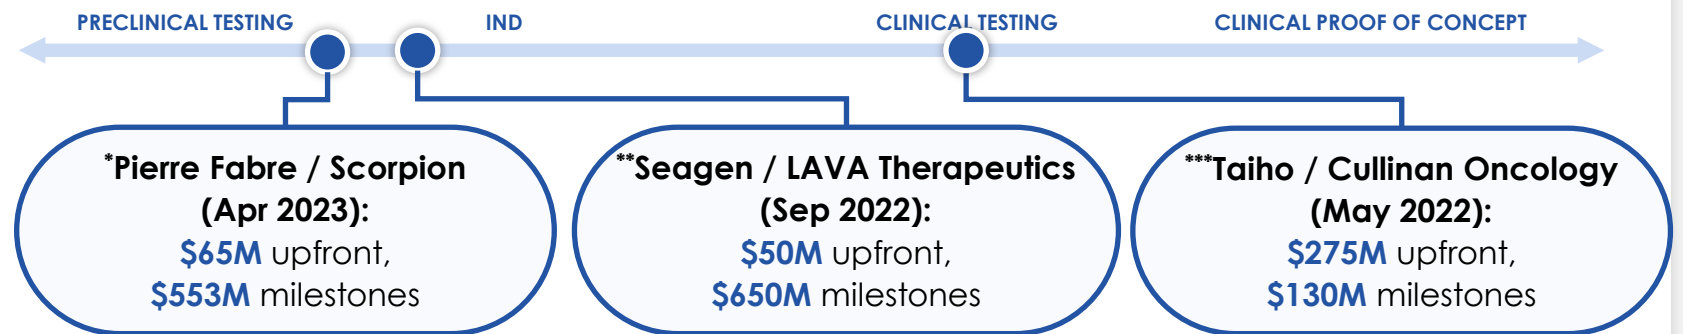 PRECLINICAL TESTING
IND
CLINICAL TESTING
CLINICAL PROOF OF CONCEPT
*Pierre Fabre / Scorpion
(Apr 2023):
$65M upfront,
$553M milestones
**Seagen / LAVA Therapeutics
(Sep 2022):
$50M upfront,
$650M milestones
***Taiho / Cullinan Oncology
(May 2022):
$275M upfront,
$130M milestones